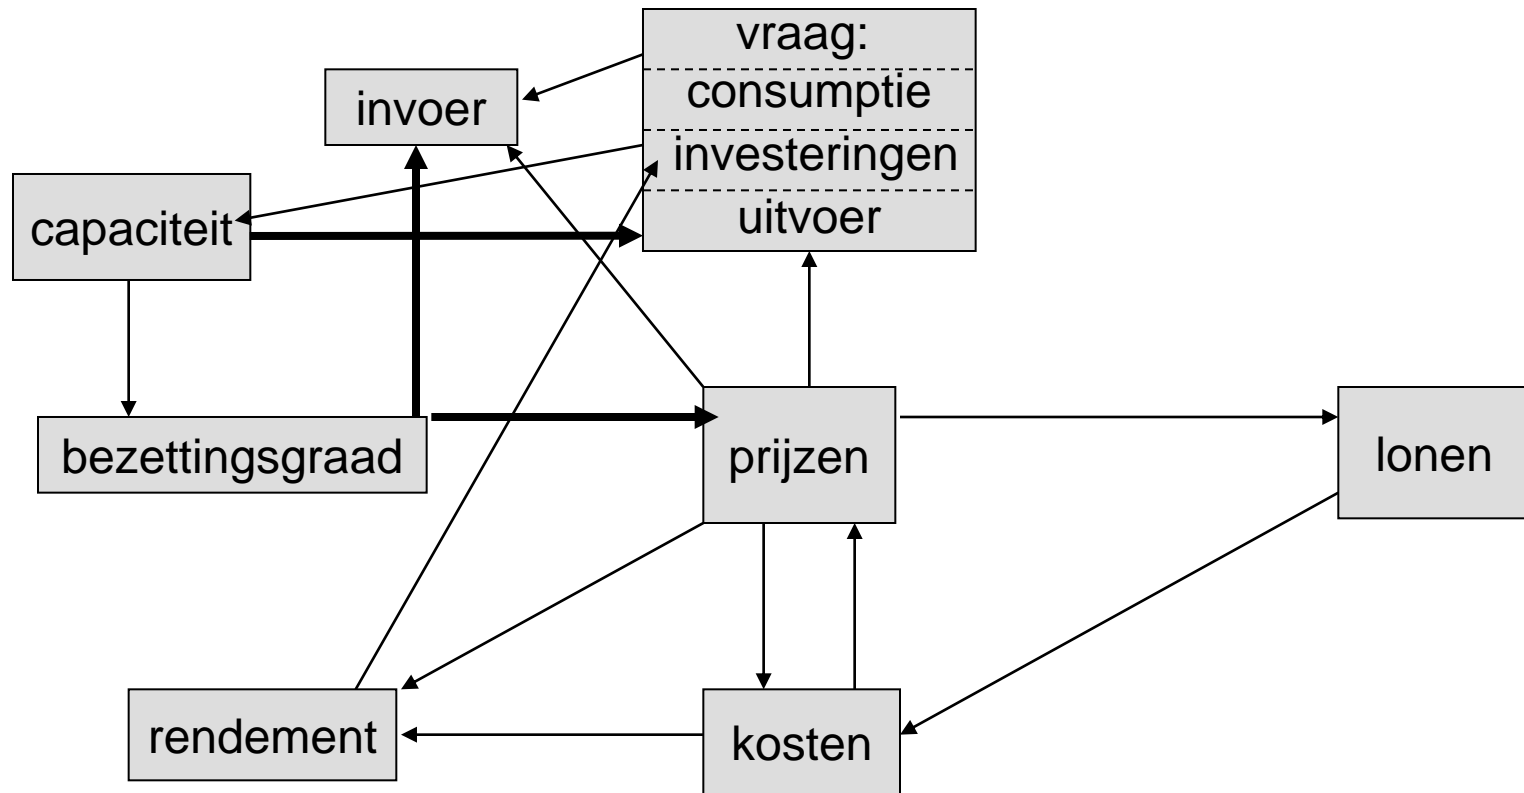 vraag:
consumptie
invoer
investeringen
capaciteit
uitvoer
bezettingsgraad
prijzen
lonen
rendement
kosten